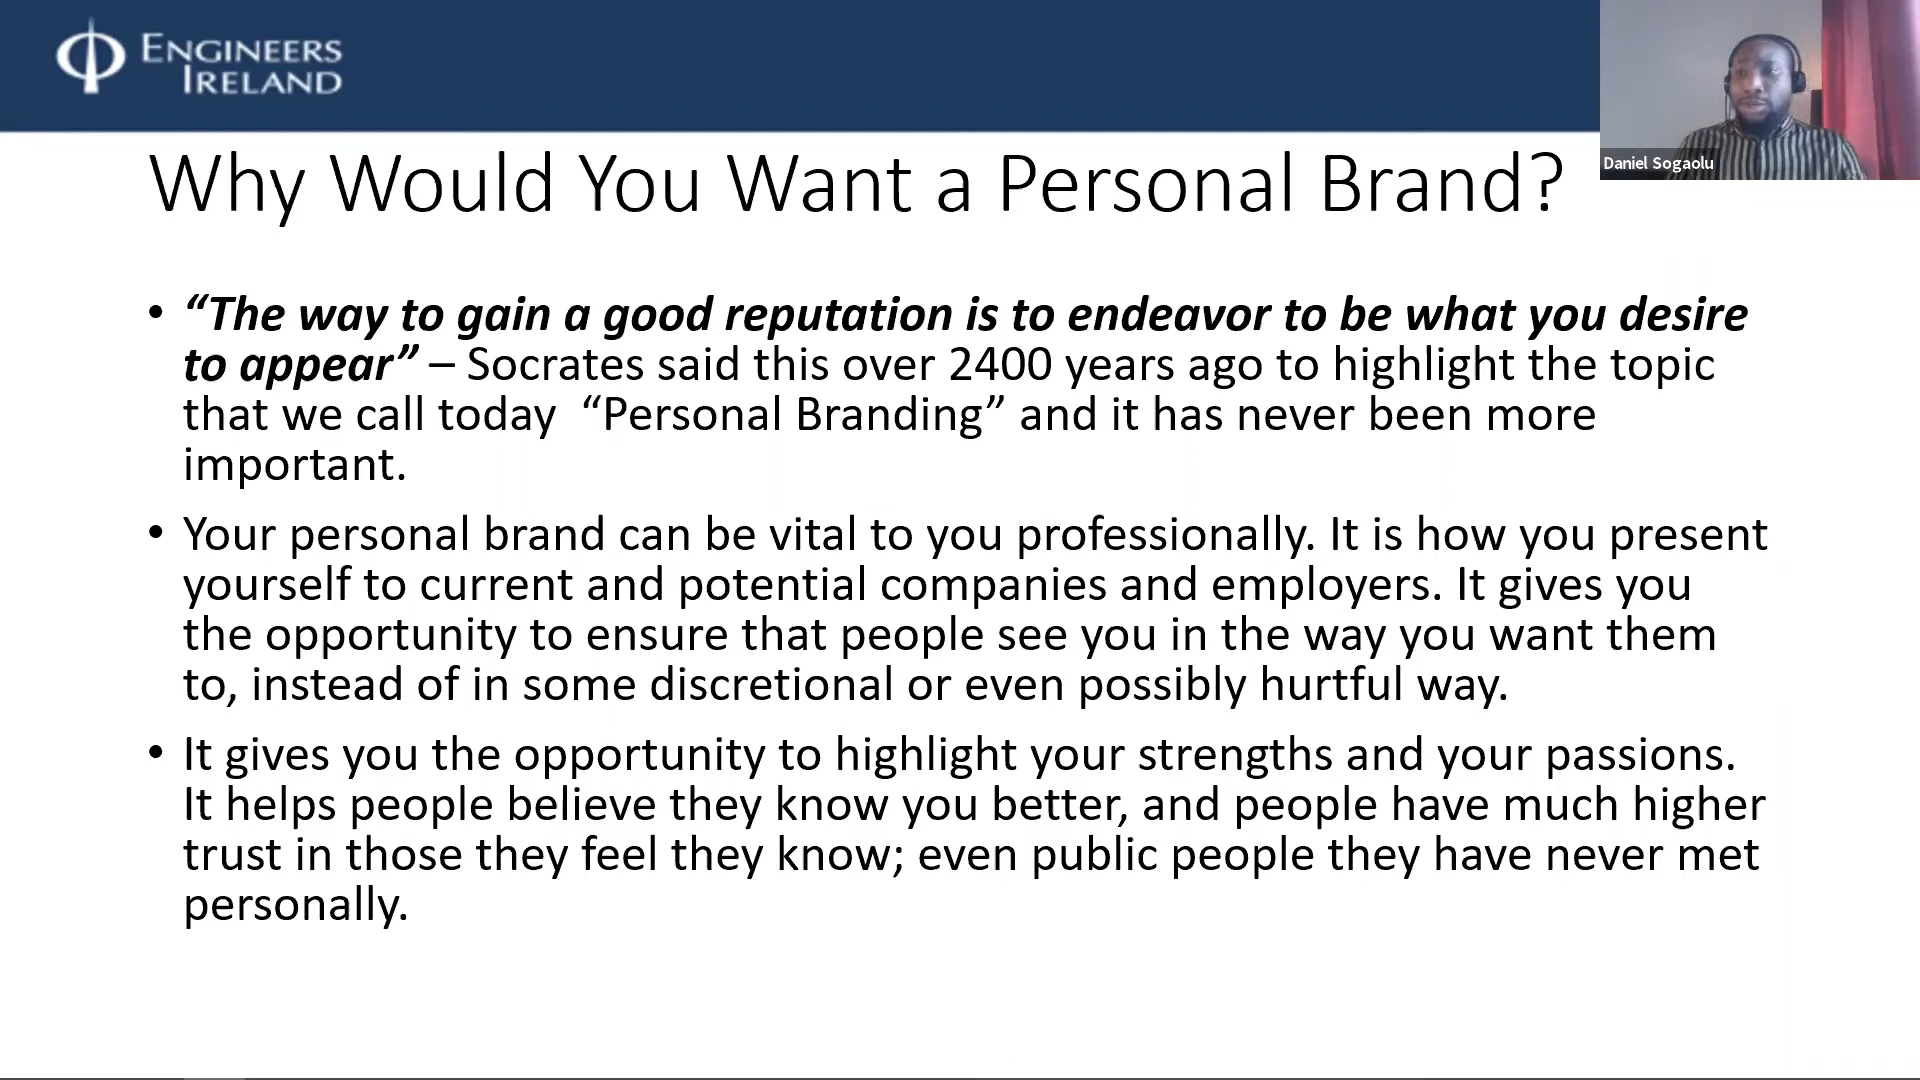 ENGINEERS
IRELAND
Daniel Sogaolu
Why Would You Want a Personal Brand?
• “The way to gain a good reputation is to endeavor to be what you desire
to appear” – Socrates said this over 2400 years ago to highlight the topic
that we call today “Personal Branding” and it has never been more
important.
• Your personal brand can be vital to you professionally. It is how you present
yourself to current and potential companies and employers. It gives you
the opportunity to ensure that people see you in the way you want them
to, instead of in some discretional or even possibly hurtful way.
• It gives you the opportunity to highlight your strengths and your passions.
It helps people believe they know you better, and people have much higher
trust in those they feel they know; even public people they have never met
personally.